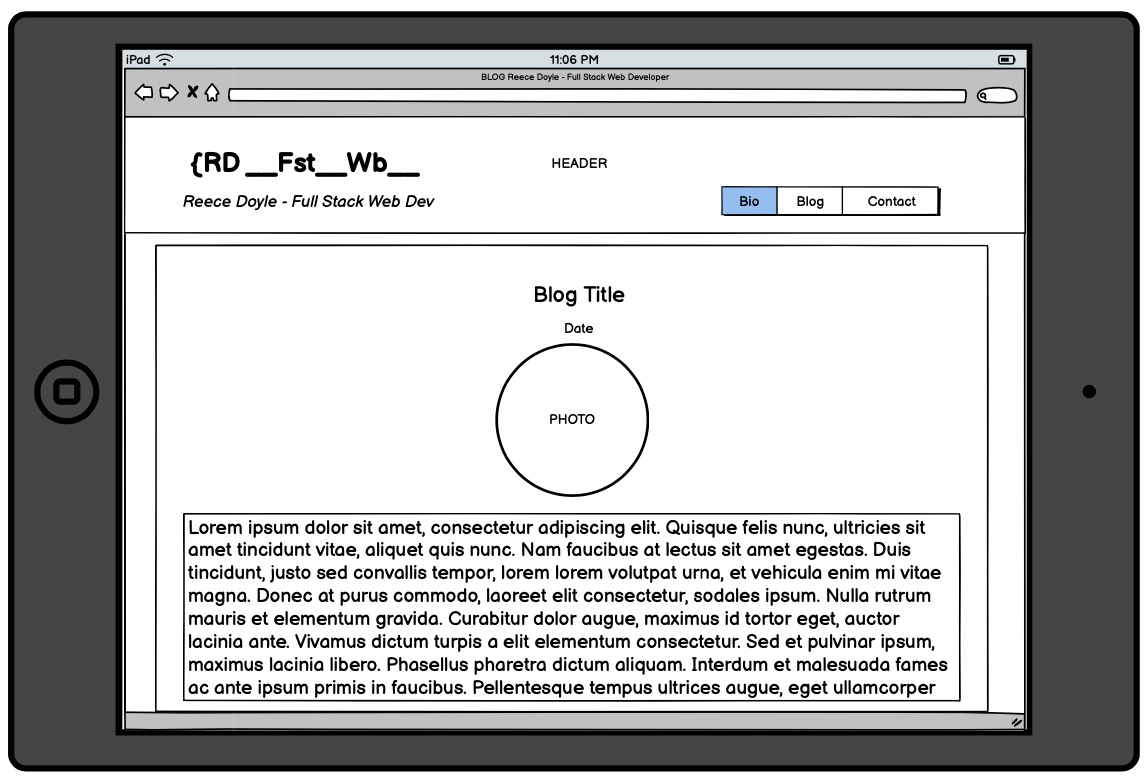 iPad 11:06 PM
BLOG Reece Doyle - Full Stack Web Developer
{RD __Fst__Wb__
HEADER
Reece Doyle - Full Stack Web Dev
Bio Blog Contact
Blog Title
Date
PHOTO
Lorem ipsum dolor sit amet, consectetur adipiscing elit. Quisque felis nunc, ultricies sit
amet tincidunt vitae, aliquet quis nunc. Nam faucibus at lectus sit amet egestas. Duis
tincidunt, justo sed convallis tempor, lorem lorem volutpat urna, et vehicula enim mi vitae
magna. Donec at purus commodo, laoreet elit consectetur, sodales ipsum. Nulla rutrum
mauris et elementum gravida. Curabitur dolor augue, maximus id tortor eget, auctor
lacinia ante. Vivamus dictum turpis a elit elementum consectetur. Sed et pulvinar ipsum,
maximus lacinia libero. Phasellus pharetra dictum aliquam. Interdum et malesuada fames
ac ante ipsum primis in faucibus. Pellentesque tempus ultrices augue, eget ullamcorper